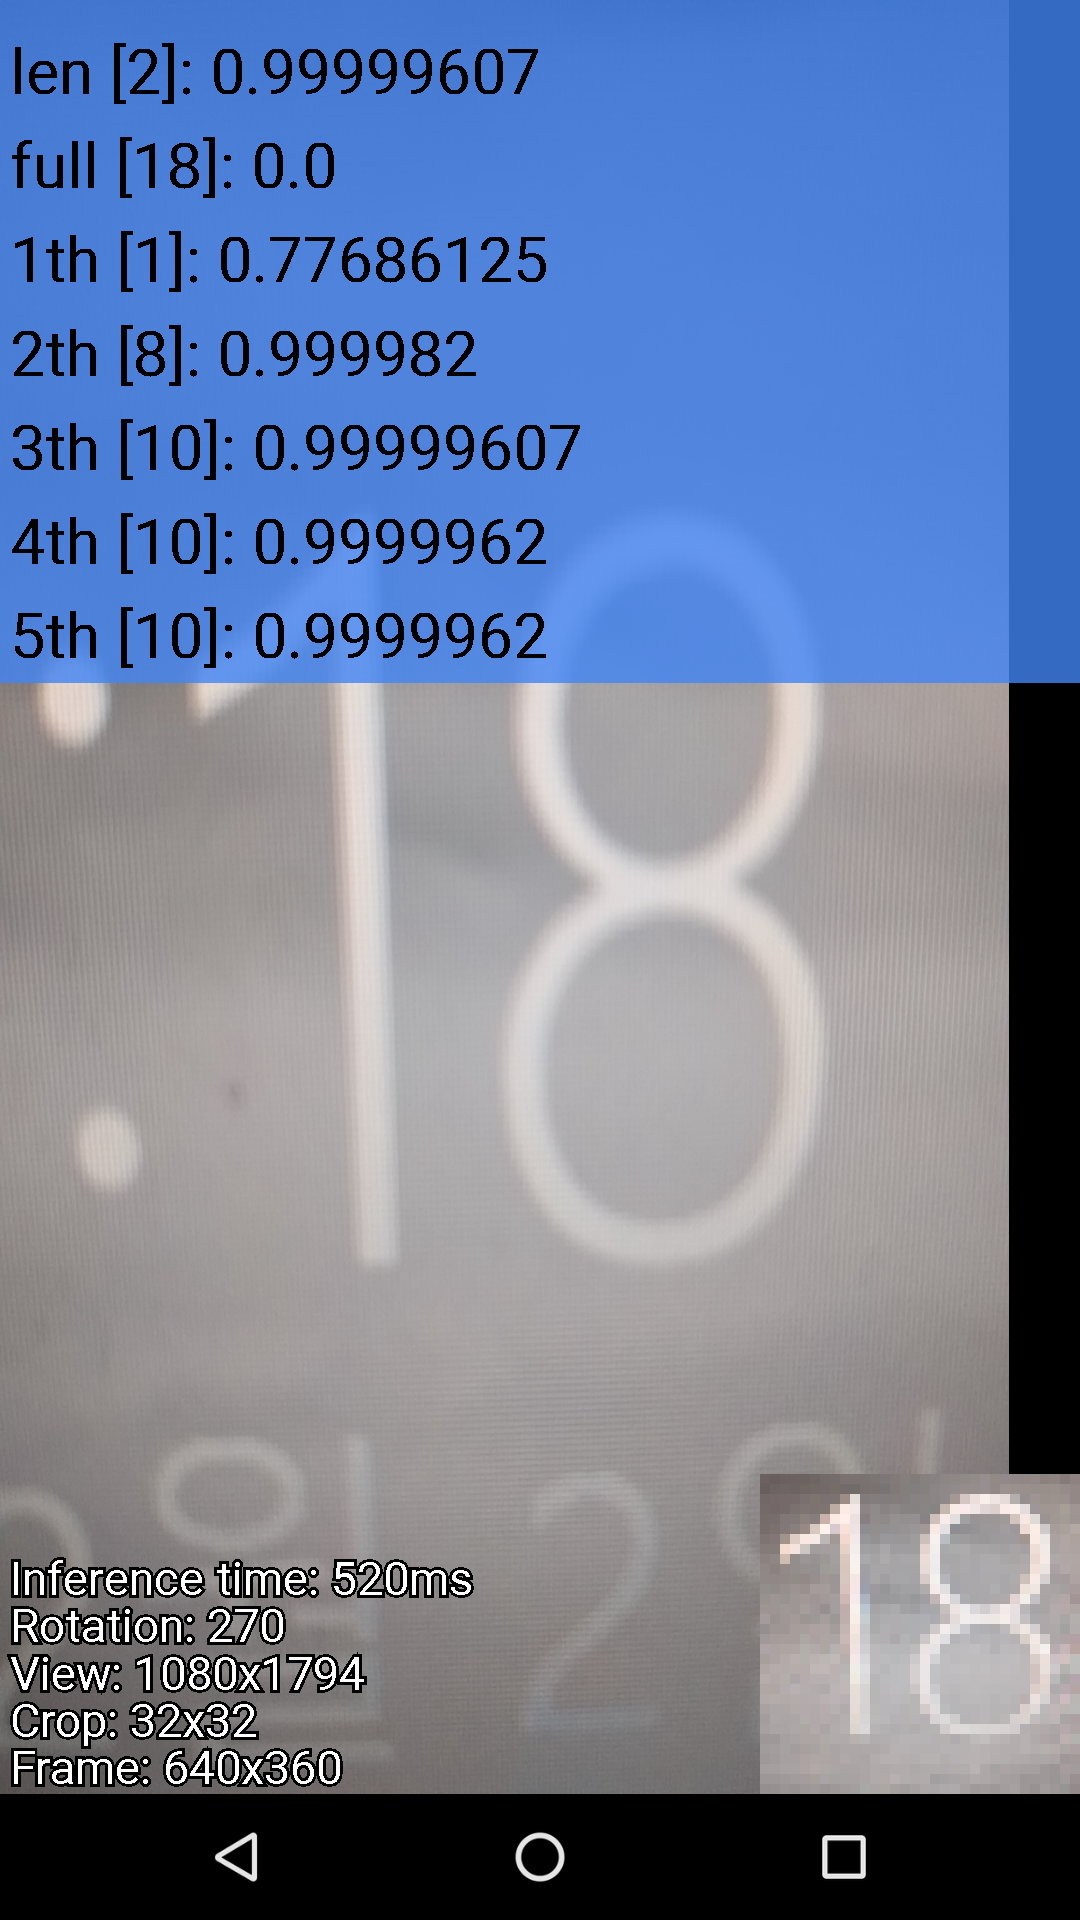 len [2]: 0.99999607
full [18]: 0.0
1th [1]: 0.77686125
2th [8]: 0.999982
3th [10]: 0.99999607
4th [10]: 0.9999962
5th [10]: 0.9999962
:18
2
Inference time: 520ms
Rotation: 270
View: 1080x1794
Crop: 32x32
Frame: 640x360
18